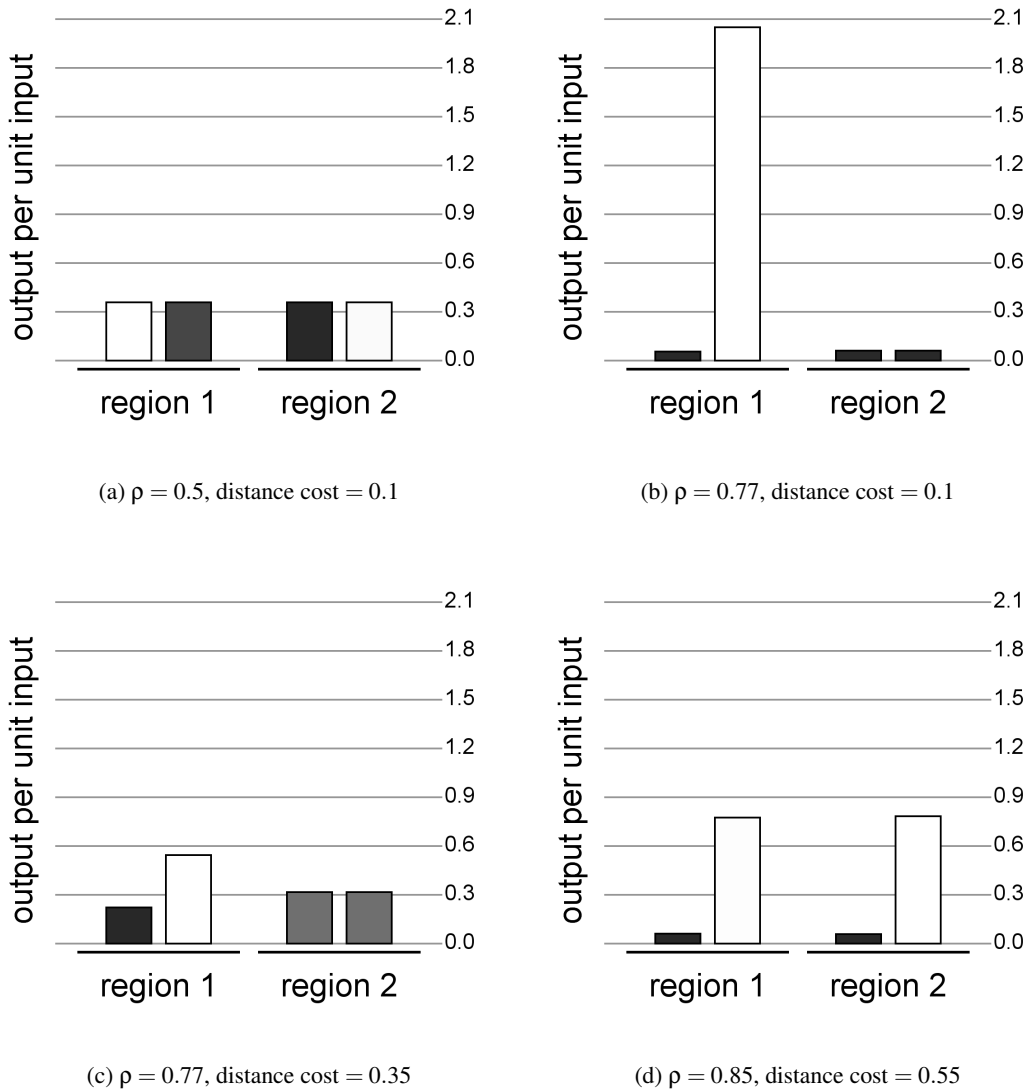 2.1
1.8
1.5
1.2
0.9
0.6
0.3
0.0
output per unit input
region 1
region 2
(a) ρ = 0.5, distance cost = 0.1
2.1
1.8
1.5
1.2
0.9
0.6
0.3
0.0
output per unit input
region 1
region 2
(b) ρ = 0.77, distance cost = 0.1
2.1
1.8
1.5
1.2
0.9
0.6
0.3
0.0
output per unit input
region 1
region 2
(c) ρ = 0.77, distance cost = 0.35
2.1
1.8
1.5
1.2
0.9
0.6
0.3
0.0
output per unit input
region 1
region 2
(d) ρ = 0.85, distance cost = 0.55